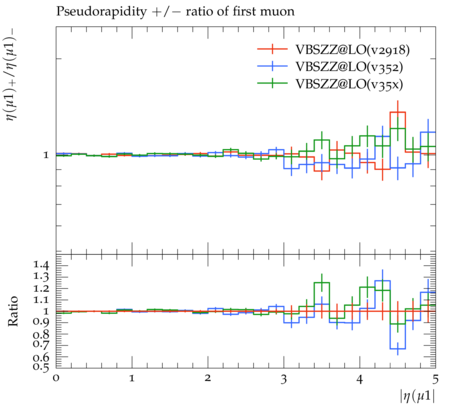 Pseudorapidity +/− ratio of first muon
η(μ1)₊/η(μ1)₋
VBSZZ@LO(v2918)
VBSZZ@LO(v352)
VBSZZ@LO(v35x)
1
Ratio
1.4
1.3
1.2
1.1
1
0.9
0.8
0.7
0.6
0.5
0 1 2 3 4 5
|η(μ1|